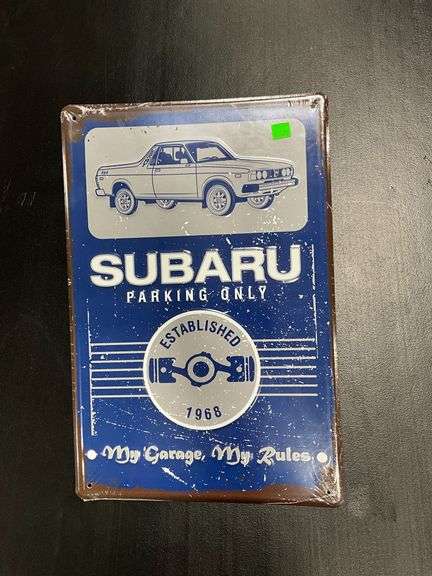 SUBARU
PARKING ONLY
ESTABLISHED
1968
My Garage, My Rules